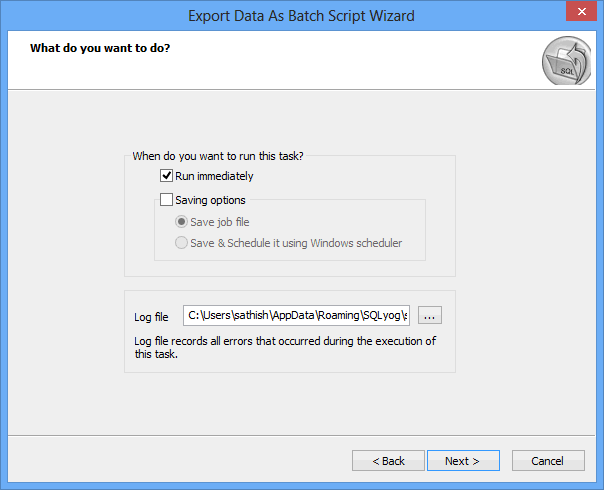 Export Data As Batch Script Wizard
What do you want to do?
SQL
When do you want to run this task?
Run immediately
Saving options
Save job file
Save & Schedule it using Windows scheduler
Log file C:\Users\sathish\AppData\Roaming\SQLyog\ ...
Log file records all errors that occurred during the execution of
this task.
< Back Next > Cancel